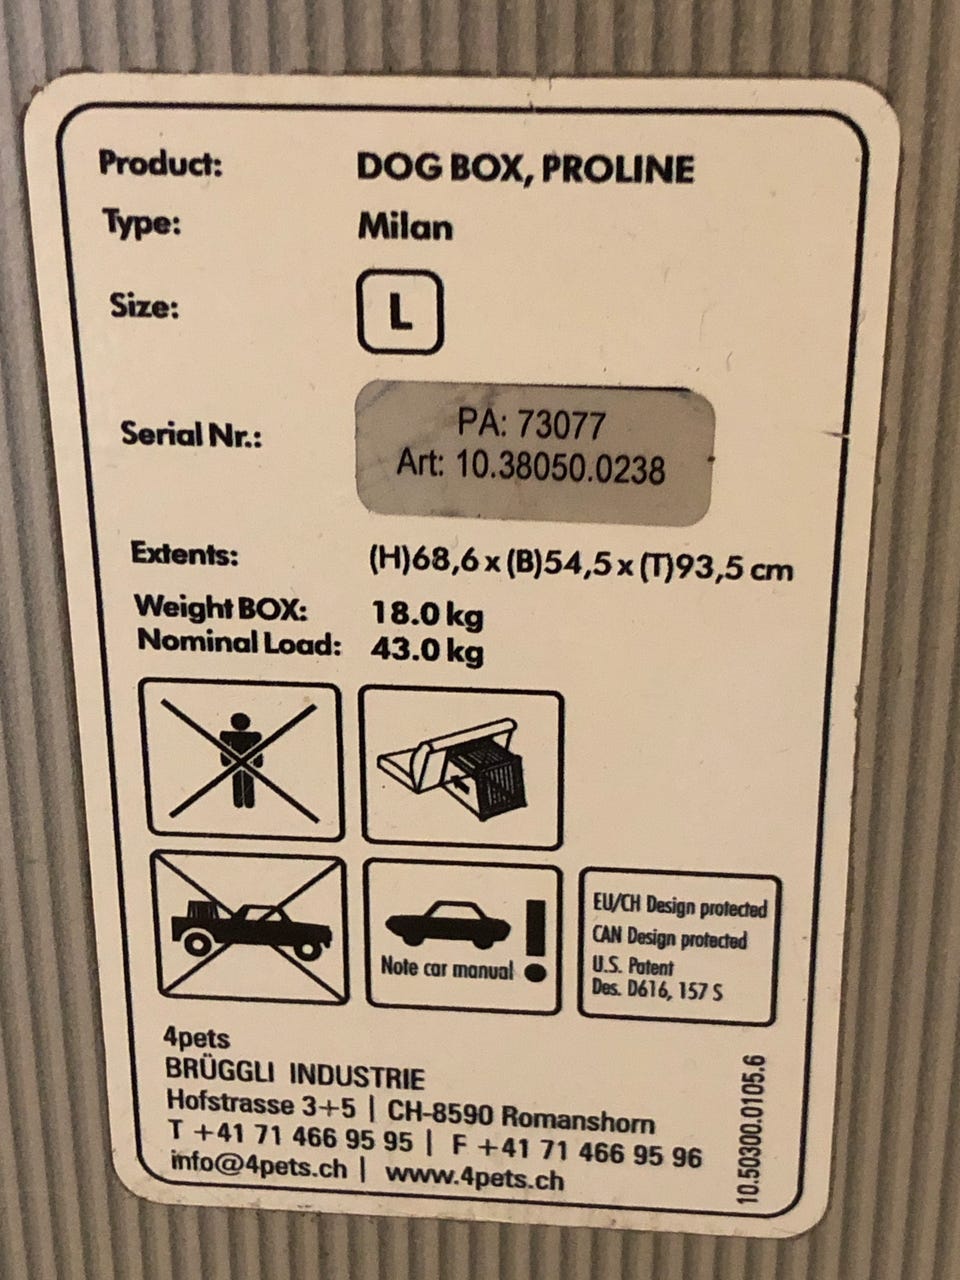 Product: DOG BOX, PROLINE
Type: Milan
Size: L
Serial Nr.: PA: 73077
Art: 10.38050.0238
Extents: (H)68,6 x (B)54,5 x (T)93,5 cm
Weight BOX: 18.0 kg
Nominal Load: 43.0 kg
Note car manual !
EU/CH Design protected
CAN Design protected
U.S. Patent
Des. D616, 157 S
4pets
BRÜGGLI INDUSTRIE
Hofstrasse 3+5 | CH-8590 Romanshorn
T +41 71 466 95 95 | F +41 71 466 95 96
info@4pets.ch | www.4pets.ch
10.50300.0105.6